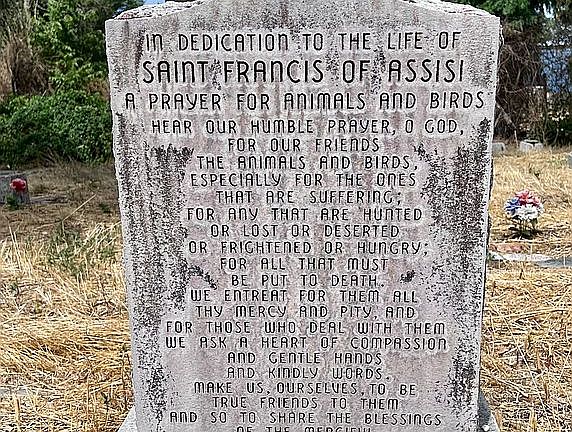 IN DEDICATION TO THE LIFE OF
SAINT FRANCIS OF ASSISI
A PRAYER FOR ANIMALS AND BIRDS
HEAR OUR HUMBLE PRAYER, O GOD,
FOR OUR FRIENDS
THE ANIMALS AND BIRDS,
ESPECIALLY FOR THE ONES
THAT ARE SUFFERING;
FOR ANY THAT ARE HUNTED
OR LOST OR DESERTED
OR FRIGHTENED OR HUNGRY;
FOR ALL THAT MUST
BE PUT TO DEATH.
WE ENTREAT FOR THEM ALL
THY MERCY AND PITY, AND
FOR THOSE WHO DEAL WITH THEM
WE ASK A HEART OF COMPASSION
AND GENTLE HANDS
AND KINDLY WORDS.
MAKE US, OURSELVES, TO BE
TRUE FRIENDS TO THEM
AND SO TO SHARE THE BLESSINGS
OF THE MERCIFUL